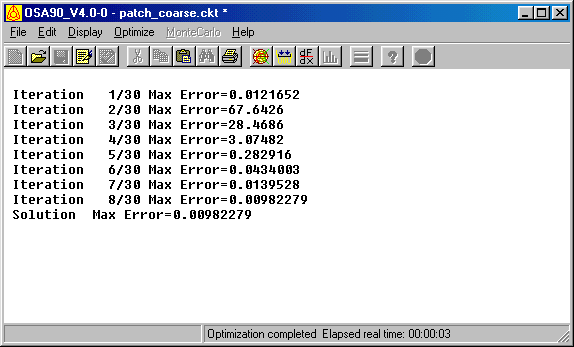 OSA90_V4.0-0 - patch_coarse.ckt *
File Edit Display Optimize MonteCarlo Help
dF
dx
?
Iteration 1/30 Max Error=0.0121652
Iteration 2/30 Max Error=67.6426
Iteration 3/30 Max Error=28.4686
Iteration 4/30 Max Error=3.07482
Iteration 5/30 Max Error=0.282916
Iteration 6/30 Max Error=0.0434003
Iteration 7/30 Max Error=0.0139528
Iteration 8/30 Max Error=0.00982279
Solution Max Error=0.00982279
Optimization completed Elapsed real time: 00:00:03